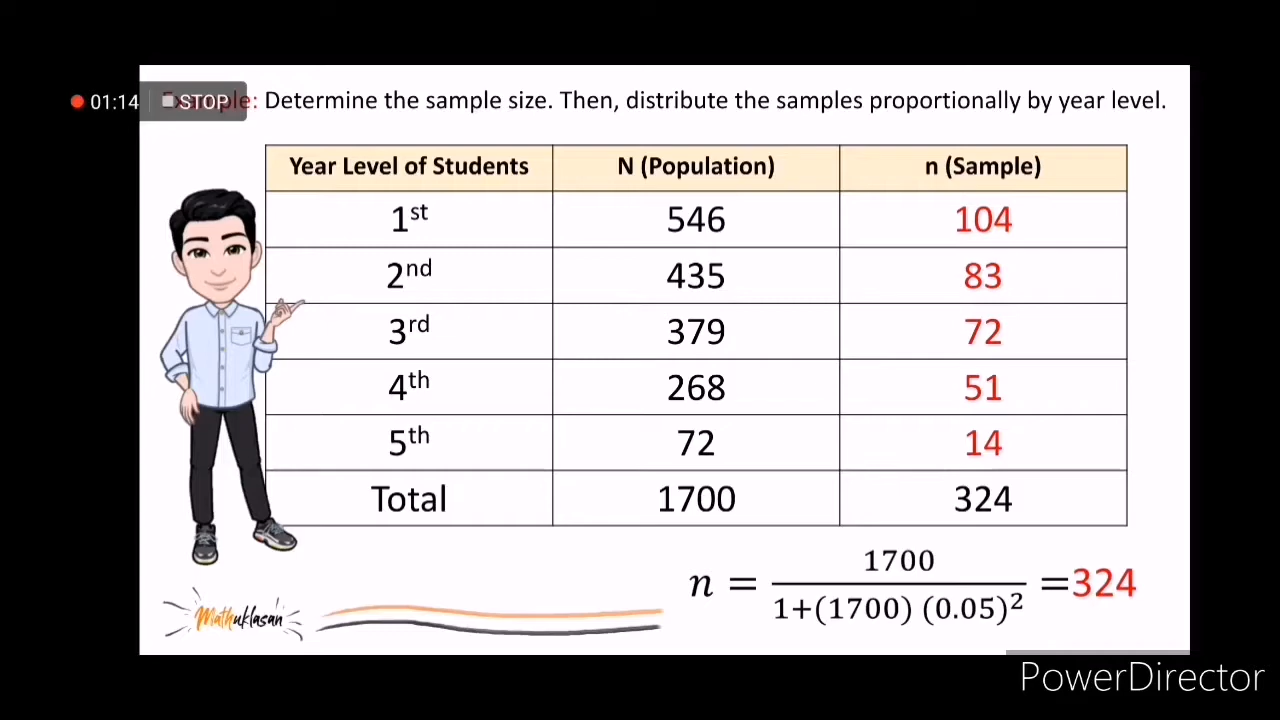 01:14 STOP
Example: Determine the sample size. Then, distribute the samples proportionally by year level.
Year Level of Students N (Population) n (Sample)
1st 546 104
2nd 435 83
3rd 379 72
4th 268 51
5th 72 14
Total 1700 324
n = 1700 / 1+(1700) (0.05)² =324
Mathuklasan
PowerDirector